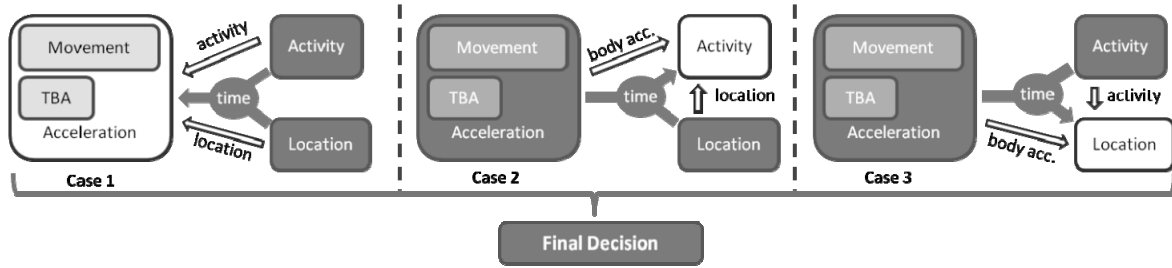 Movement
TBA
Acceleration
activity
time
location
Activity
Location
Case 1
Movement
TBA
Acceleration
body acc.
time
location
Activity
Location
Case 2
Movement
TBA
Acceleration
body acc.
time
activity
Activity
Location
Case 3
Final Decision